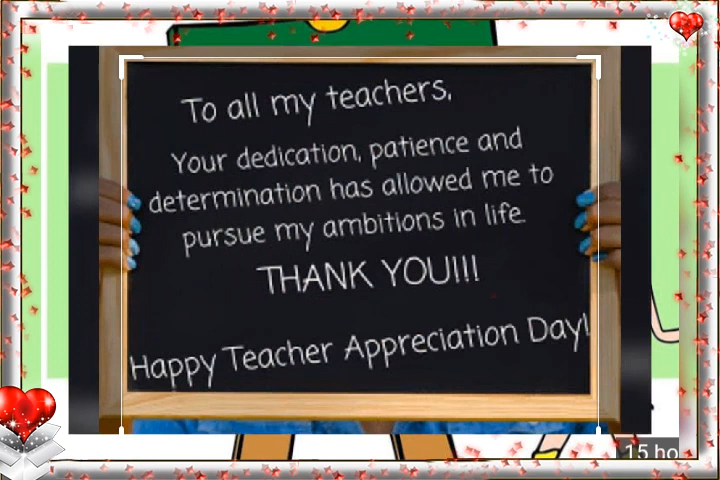 To all my teachers,
Your dedication, patience and
determination has allowed me to
pursue my ambitions in life
THANK YOU!!!
Happy Teacher Appreciation Day!
15 ho